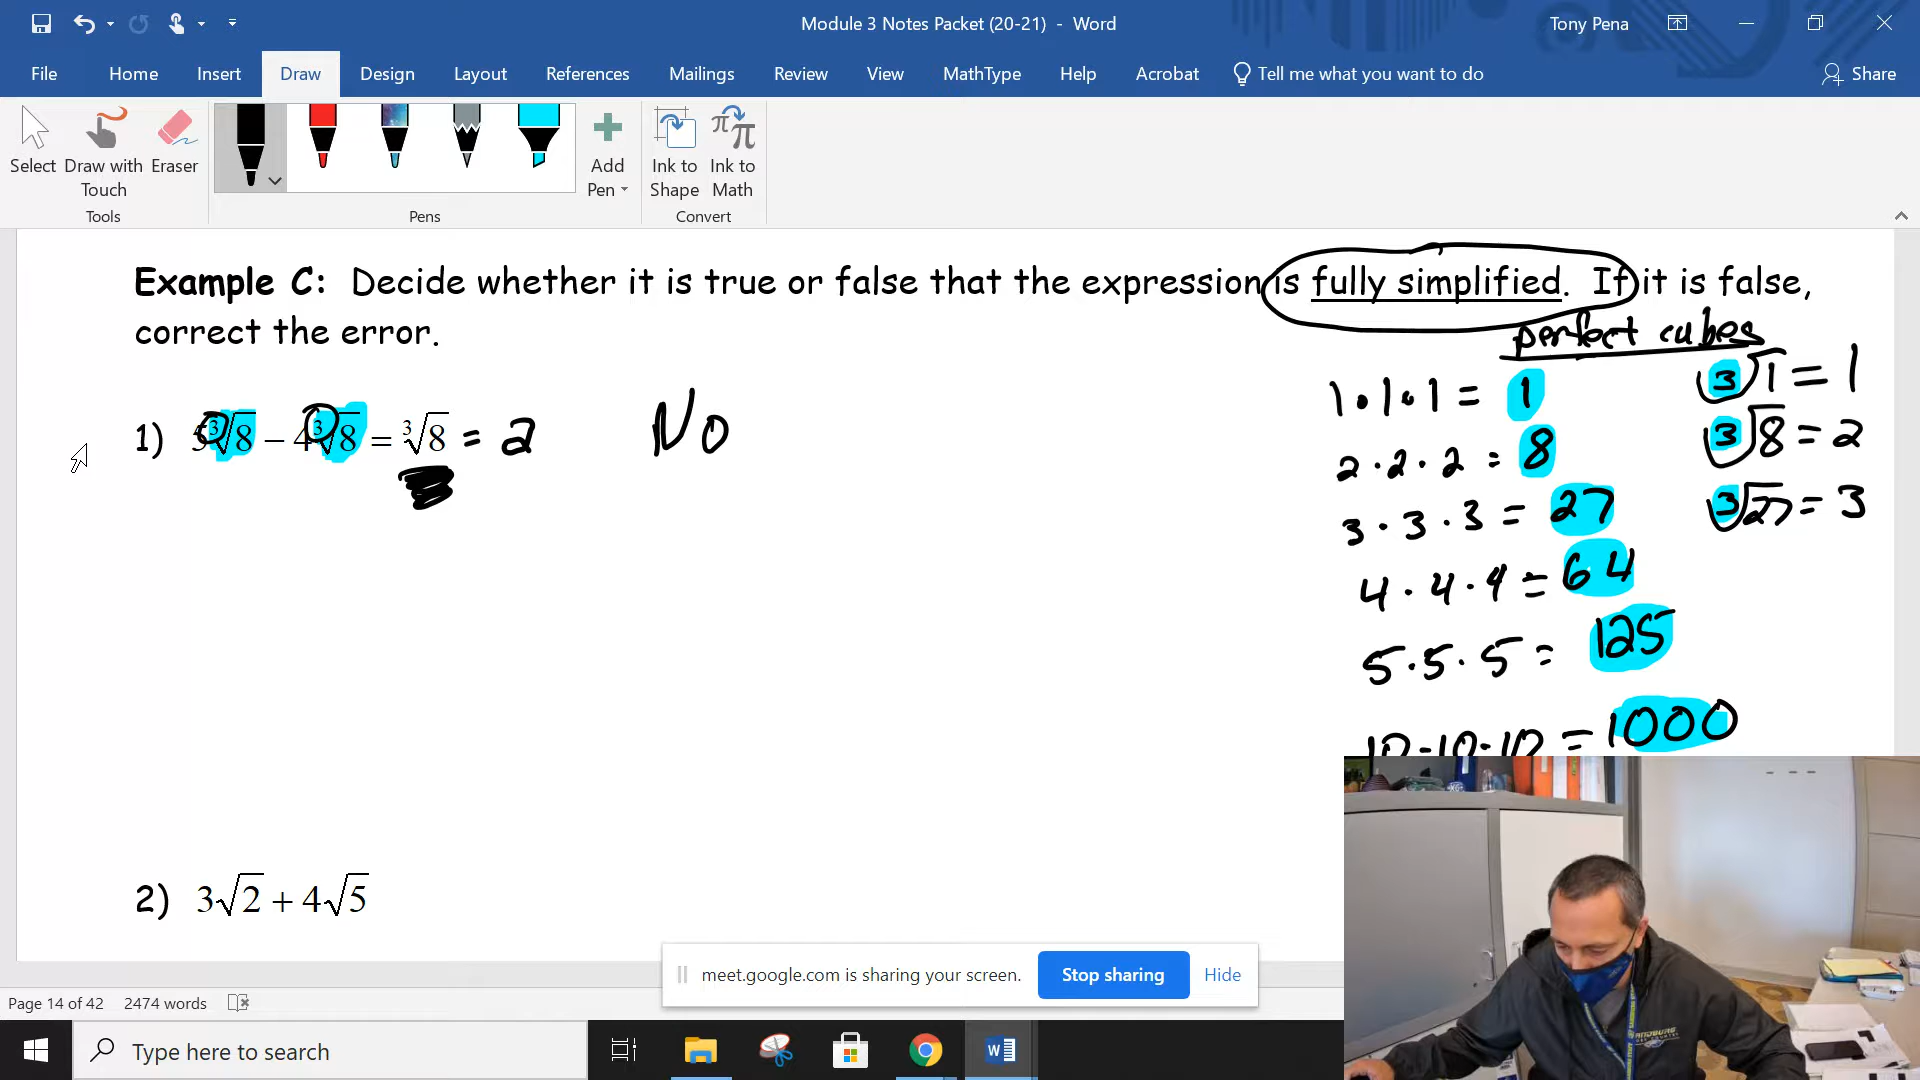 Module 3 Notes Packet (20-21) - Word
Tony Pena
File Home Insert Draw Design Layout References Mailings Review View MathType Help Acrobat Tell me what you want to do Share
Select Draw with Touch Eraser
Add Pen Ink to Shape Ink to Math
Tools Pens Convert
Example C: Decide whether it is true or false that the expression is fully simplified. If it is false,
correct the error.
perfect cubes
1) 5∛8 − 4∛8 = ∛8 = 2 No
1 · 1 · 1 = 1
2 · 2 · 2 = 8
3 · 3 · 3 = 27
4 · 4 · 4 = 64
5 · 5 · 5 = 125
10 · 10 · 10 = 1000
∛1 = 1
∛8 = 2
∛27 = 3
2) 3√2 + 4√5
meet.google.com is sharing your screen. Stop sharing Hide
Page 14 of 42 2474 words
Type here to search